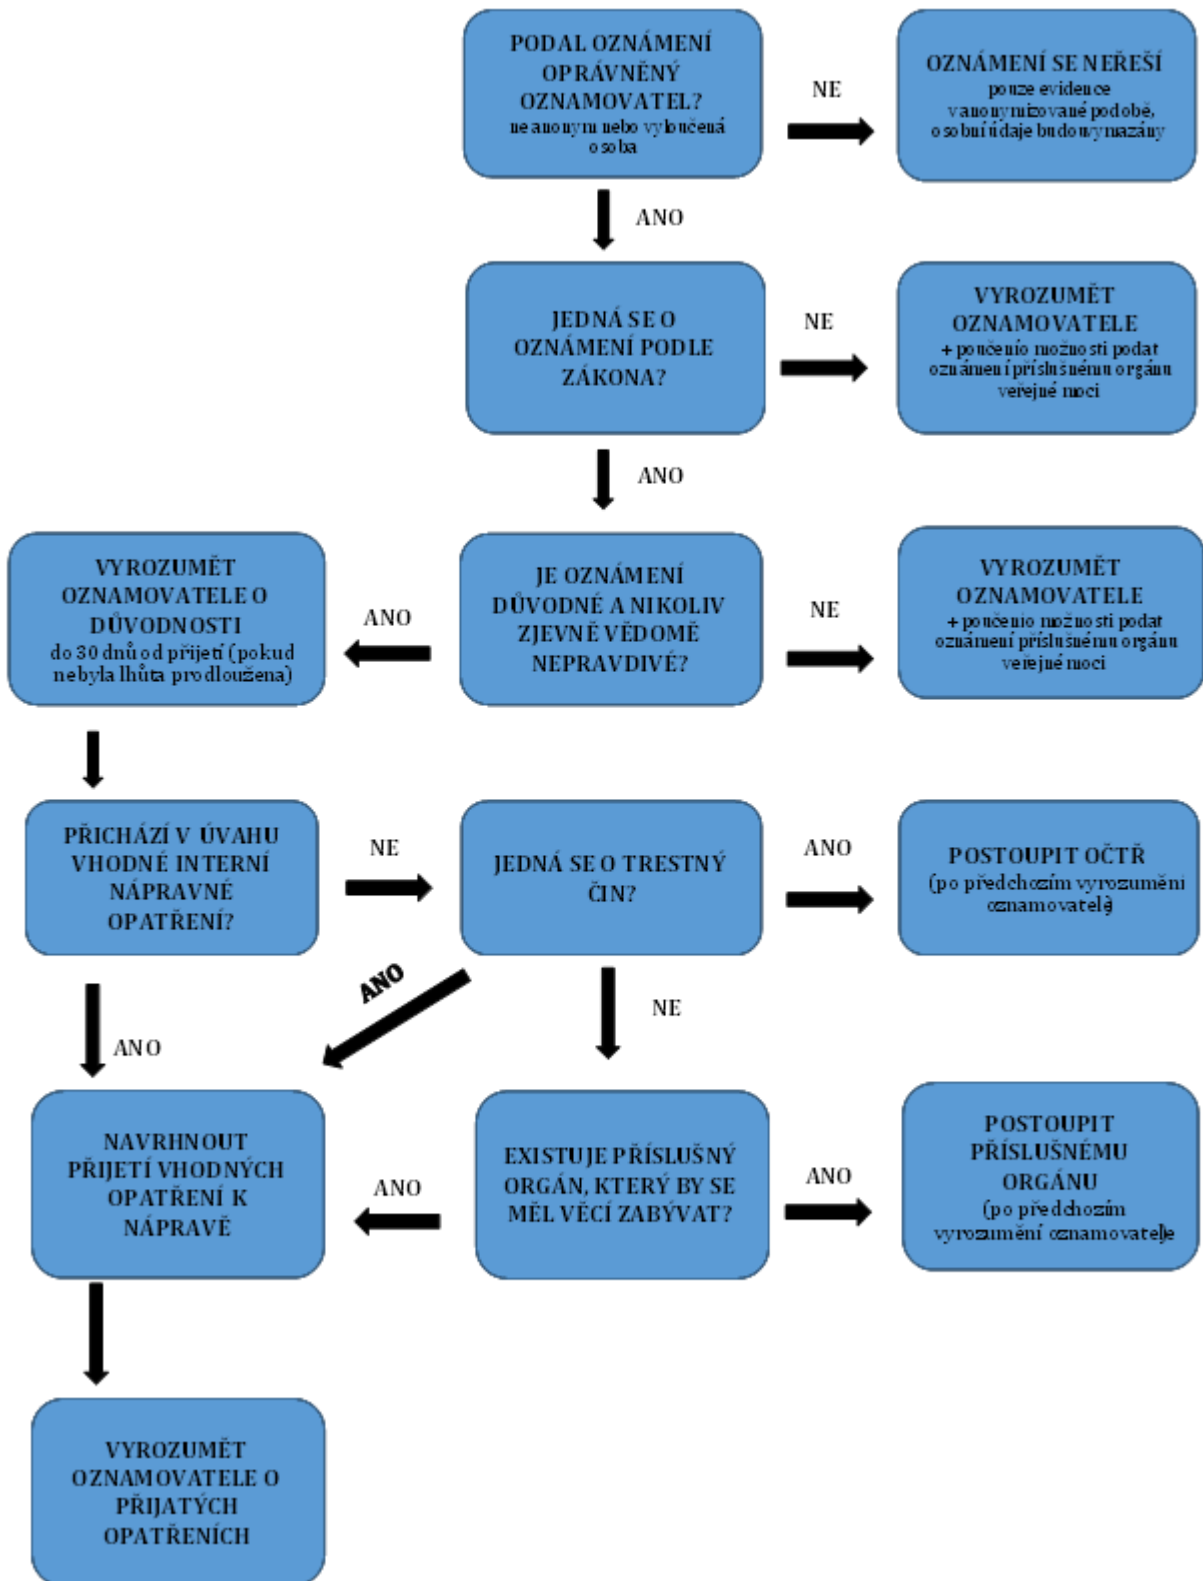 PODAL OZNÁMENÍ
OPRÁVNĚNÝ
OZNAMOVATEL?
ne anonym nebo vyloučená
osoba
NE
OZNÁMENÍ SE NEŘEŠÍ
pouze evidence
v anonymizované podobě,
osobní údaje budou vymazány
ANO
JEDNÁ SE O
OZNÁMENÍ PODLE
ZÁKONA?
NE
VYROZUMĚT
OZNAMOVATELE
+ poučení o možnosti podat
oznámení příslušnému orgánu
veřejné moci
ANO
VYROZUMĚT
OZNAMOVATELE O
DŮVODNOSTI
do 30 dnů od přijetí (pokud
nebyla lhůta prodloužena)
ANO
JE OZNÁMENÍ
DŮVODNÉ A NIKOLIV
ZJEVNĚ VĚDOMĚ
NEPRAVDIVÉ?
NE
VYROZUMĚT
OZNAMOVATELE
+ poučení o možnosti podat
oznámení příslušnému orgánu
veřejné moci
PŘICHÁZÍ V ÚVAHU
VHODNÉ INTERNÍ
NÁPRAVNÉ
OPATŘENÍ?
NE
JEDNÁ SE O TRESTNÝ
ČIN?
ANO
POSTOUPIT OČTŘ
(po předchozím vyrozumění
oznamovatele)
ANO
ANO
NE
NAVRHNOUT
PŘIJETÍ VHODNÝCH
OPATŘENÍ K
NÁPRAVĚ
ANO
EXISTUJE PŘÍSLUŠNÝ
ORGÁN, KTERÝ BY SE
MĚL VĚCÍ ZABÝVAT?
ANO
POSTOUPIT
PŘÍSLUŠNÉMU
ORGÁNU
(po předchozím
vyrozumění oznamovatele)
VYROZUMĚT
OZNAMOVATELE O
PŘIJATÝCH
OPATŘENÍCH